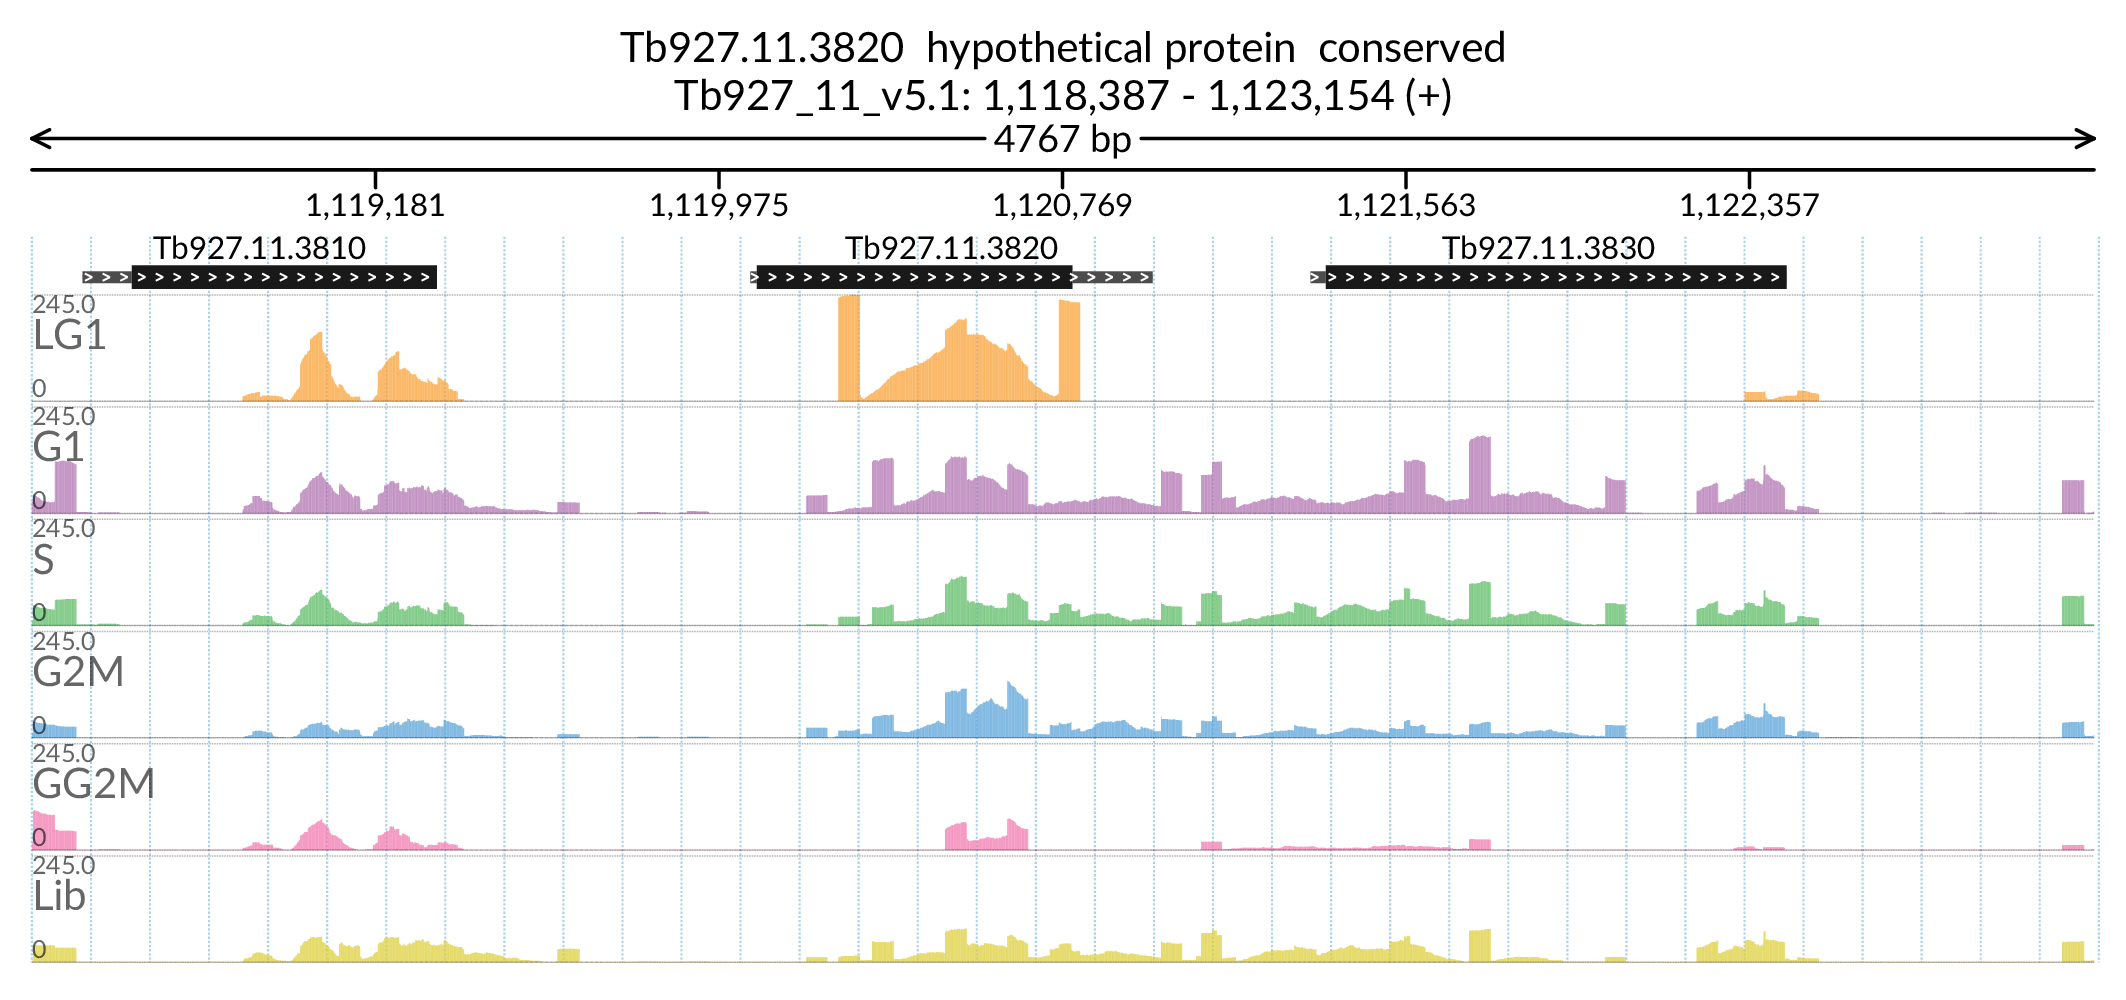 Tb927.11.3820 hypothetical protein conserved
Tb927_11_v5.1: 1,118,387 - 1,123,154 (+)
4767 bp
1,119,181 1,119,975 1,120,769 1,121,563 1,122,357
Tb927.11.3810 Tb927.11.3820 Tb927.11.3830
245.0
LG1
0
245.0
G1
0
245.0
S
0
245.0
G2M
0
245.0
GG2M
0
245.0
Lib
0